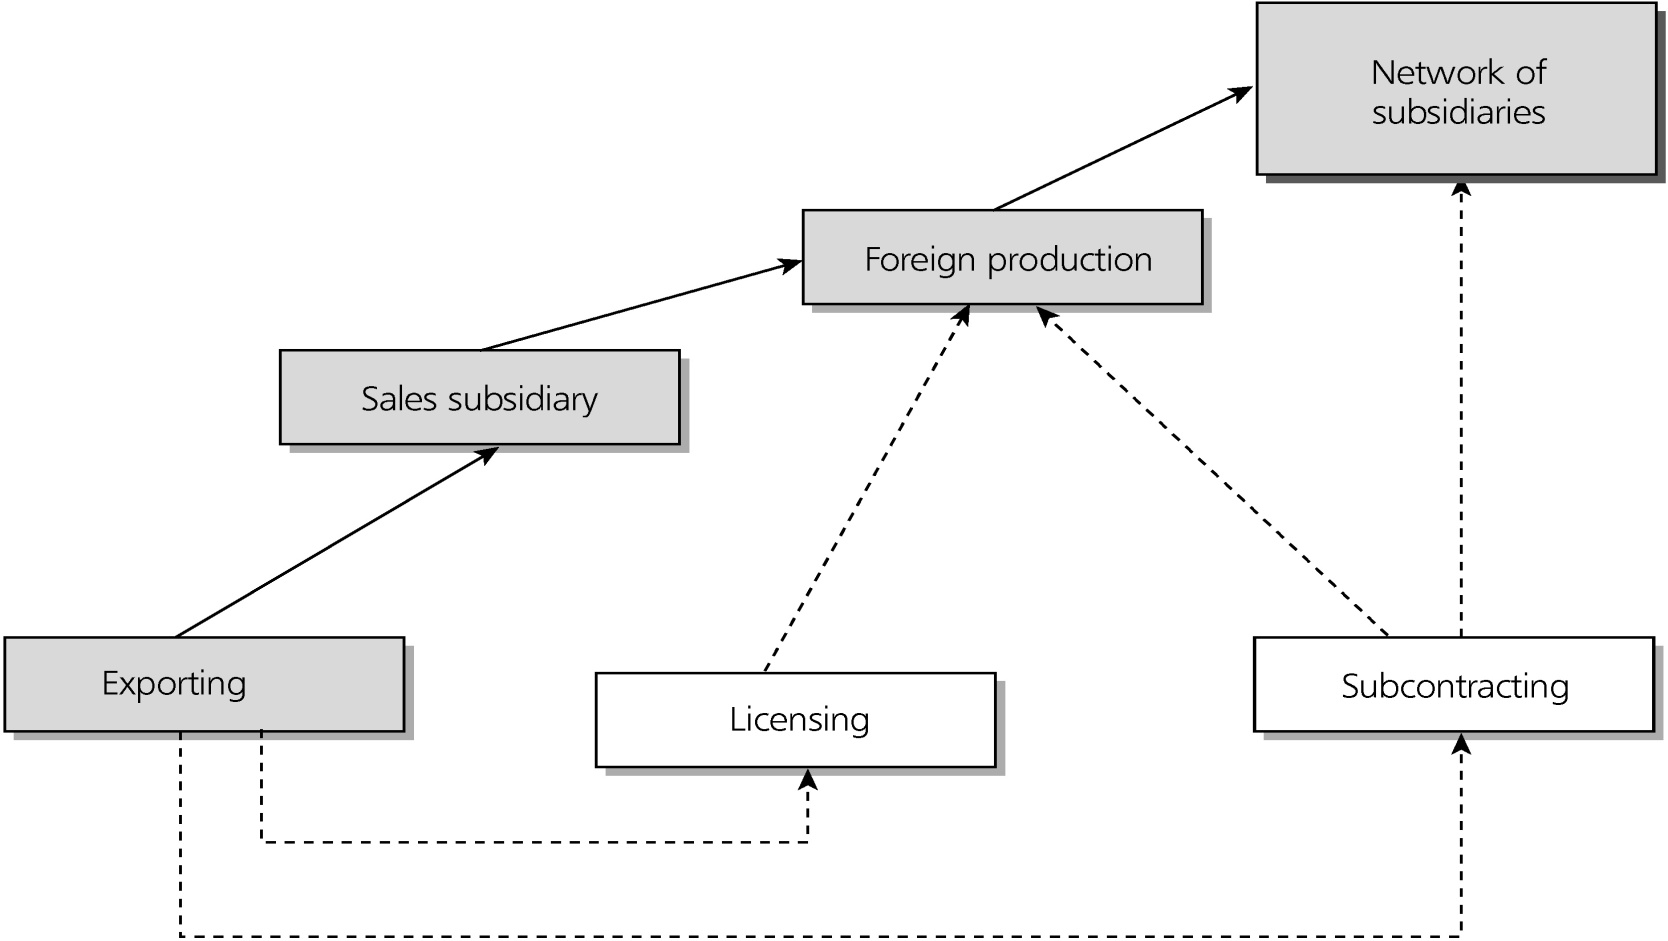 Network of
subsidiaries
Foreign production
Sales subsidiary
Exporting
Licensing
Subcontracting